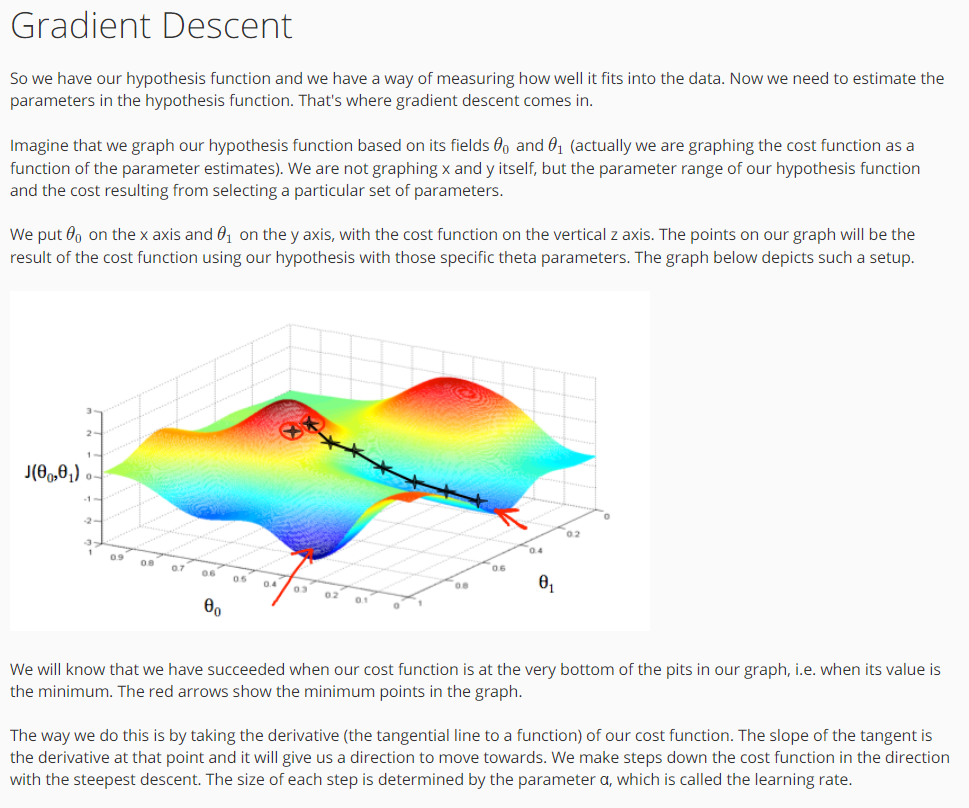 Gradient Descent
So we have our hypothesis function and we have a way of measuring how well it fits into the data. Now we need to estimate the
parameters in the hypothesis function. That's where gradient descent comes in.
Imagine that we graph our hypothesis function based on its fields θ₀ and θ₁ (actually we are graphing the cost function as a
function of the parameter estimates). We are not graphing x and y itself, but the parameter range of our hypothesis function
and the cost resulting from selecting a particular set of parameters.
We put θ₀ on the x axis and θ₁ on the y axis, with the cost function on the vertical z axis. The points on our graph will be the
result of the cost function using our hypothesis with those specific theta parameters. The graph below depicts such a setup.
3
2
1
J(θ₀,θ₁) 0
-1
-2
-3
1 0.9 0.8 0.7 0.6 0.5 0.4 0.3 0.2 0.1 0
θ₀
1 0.8 0.6 0.4 0.2 0
θ₁
We will know that we have succeeded when our cost function is at the very bottom of the pits in our graph, i.e. when its value is
the minimum. The red arrows show the minimum points in the graph.
The way we do this is by taking the derivative (the tangential line to a function) of our cost function. The slope of the tangent is
the derivative at that point and it will give us a direction to move towards. We make steps down the cost function in the direction
with the steepest descent. The size of each step is determined by the parameter α, which is called the learning rate.